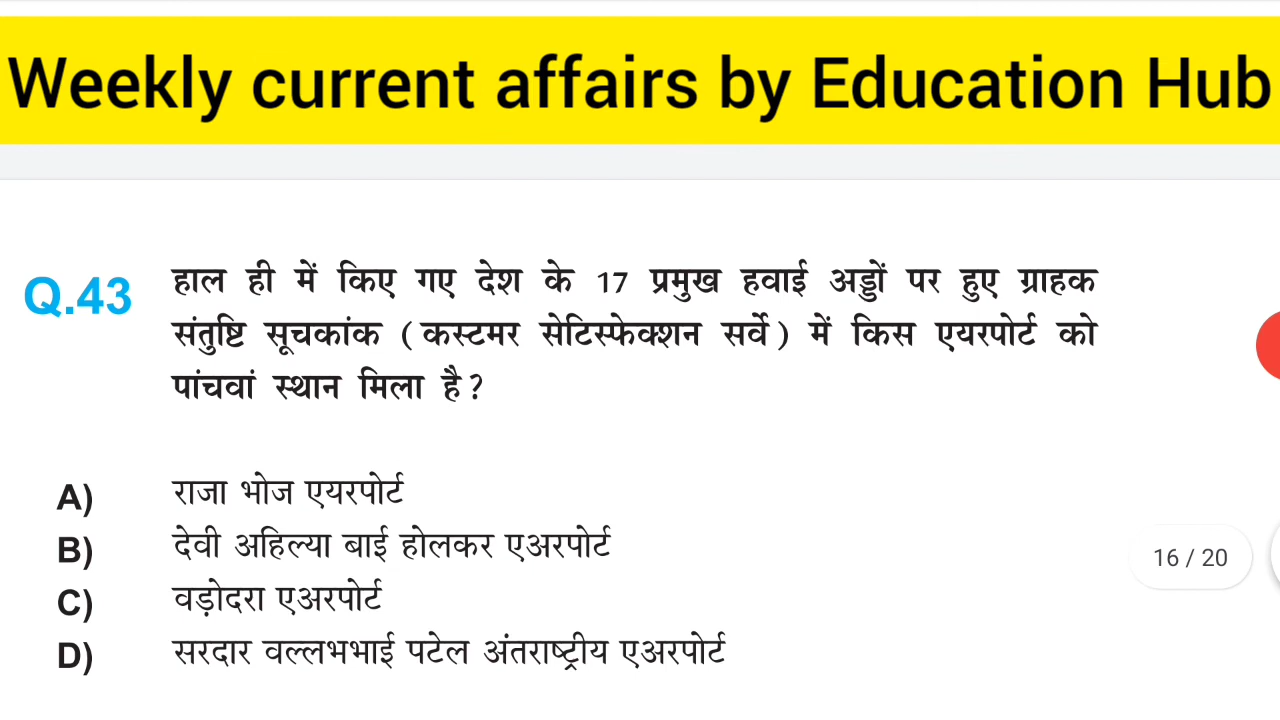 Weekly current affairs by Education Hub
Q.43 हाल ही में किए गए देश के 17 प्रमुख हवाई अड्डों पर हुए ग्राहक
संतुष्टि सूचकांक (कस्टमर सेटिस्फेक्शन सर्वे) में किस एयरपोर्ट को
पांचवां स्थान मिला है?
A) राजा भोज एयरपोर्ट
B) देवी अहिल्या बाई होलकर एअरपोर्ट
C) वड़ोदरा एअरपोर्ट
D) सरदार वल्लभभाई पटेल अंतराष्ट्रीय एअरपोर्ट
16 / 20